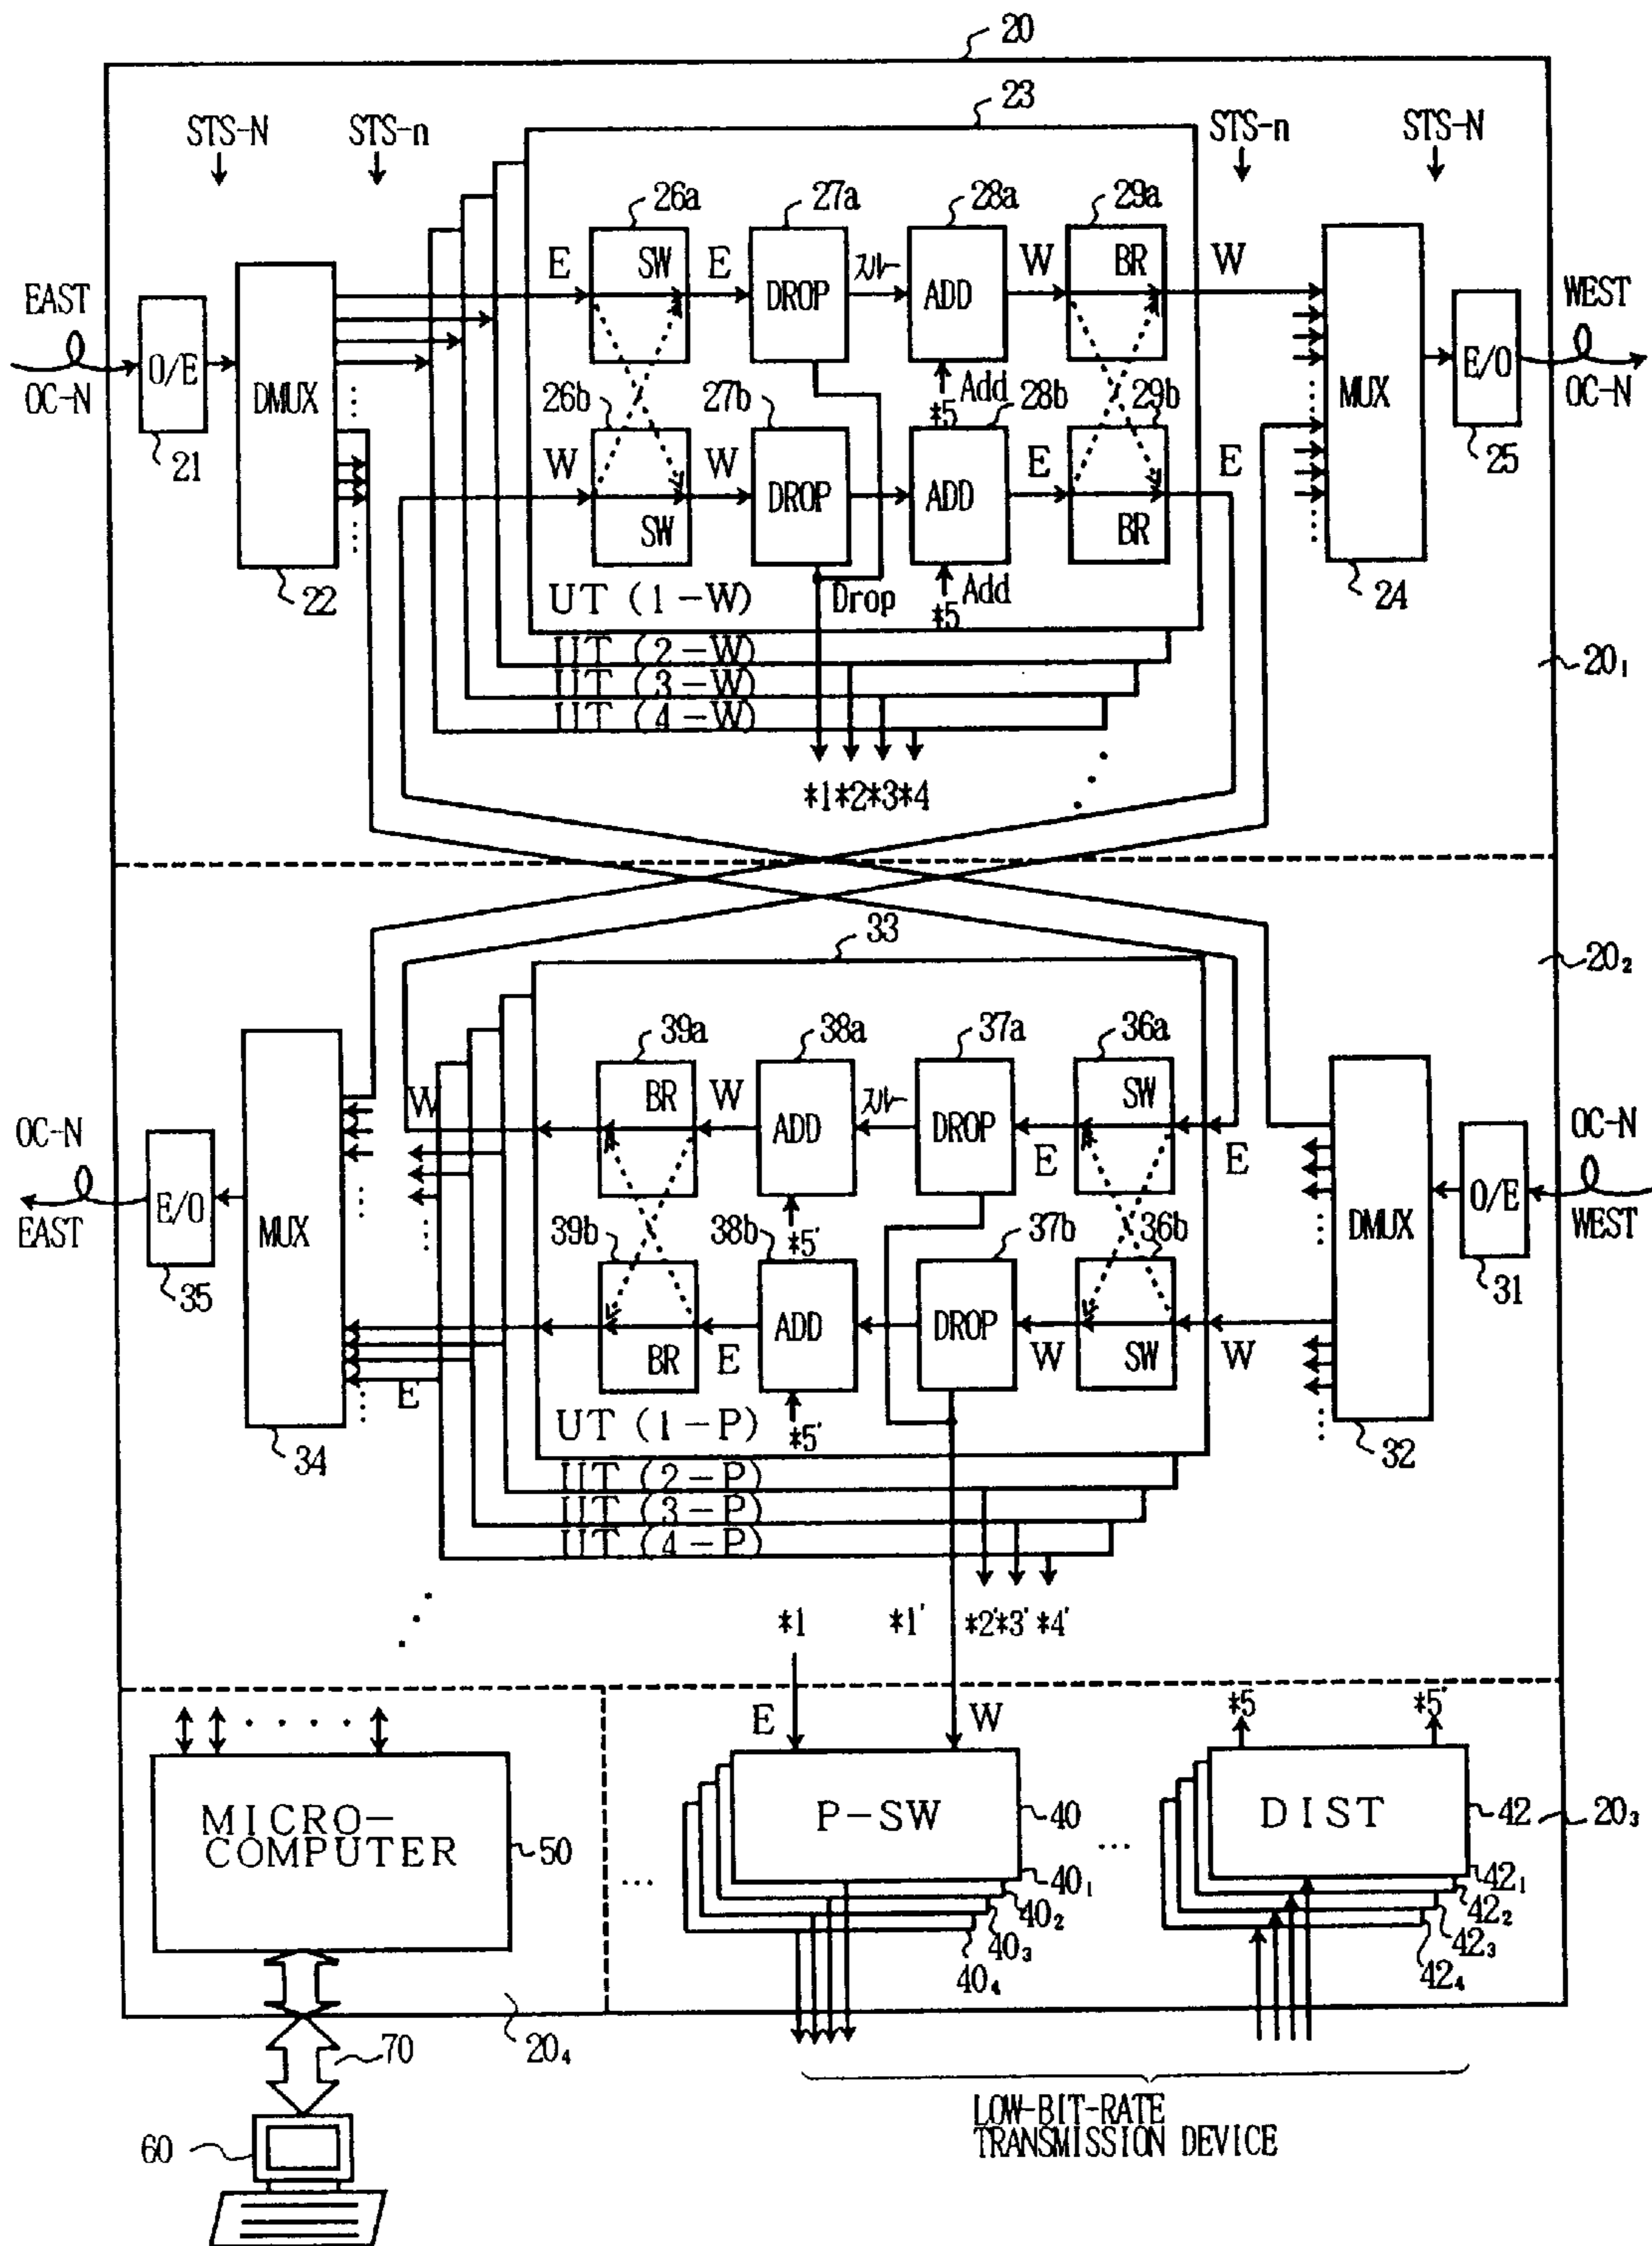 20
23
STS-N
STS-n
STS-n
STS-N
26a
27a
28a
29a
EAST
OC-N
O/E
21
DMUX
22
E
SW
E
DROP
スルー
ADD
W
BR
W
MUX
24
E/O
25
WEST
OC-N
26b
27b
*5
Add
28b
29b
W
SW
W
DROP
ADD
E
BR
E
UT (1-W)
Drop
*5
Add
UT (2-W)
UT (3-W)
UT (4-W)
*1*2*3*4
20₁
20₂
33
39a
38a
37a
36a
OC-N
EAST
E/O
35
MUX
34
W
BR
W
ADD
スルー
DROP
E
SW
E
DMUX
32
O/E
31
OC-N
WEST
39b
38b
*5'
37b
36b
BR
E
ADD
DROP
W
SW
W
E
UT (1-P)
*5'
UT (2-P)
UT (3-P)
UT (4-P)
*1
*1'
*2'*3'*4'
E
W
*5
*5'
MICRO-
COMPUTER
50
P-SW
40
40₁
40₂
40₃
40₄
DIST
42
42₁
42₂
42₃
42₄
20₃
20₄
70
60
LOW-BIT-RATE
TRANSMISSION DEVICE